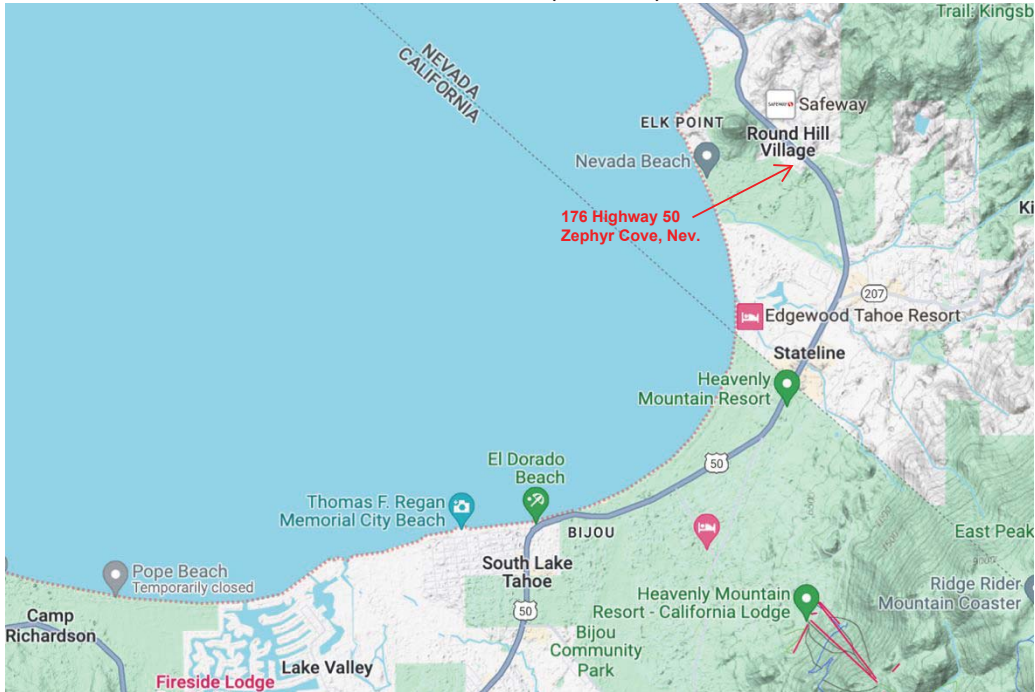 Trail: Kingsb
NEVADA
CALIFORNIA
SAFEWAY
Safeway
ELK POINT
Round Hill
Village
Nevada Beach
176 Highway 50
Zephyr Cove, Nev.
Ki
207
Edgewood Tahoe Resort
Stateline
Heavenly
Mountain Resort
50
El Dorado
Beach
Thomas F. Regan
Memorial City Beach
BIJOU
East Peak
Pope Beach
Temporarily closed
South Lake
Tahoe
Heavenly Mountain
Resort - California Lodge
Ridge Rider
Mountain Coaster
Camp
Richardson
50
Bijou
Community
Park
Lake Valley
Fireside Lodge